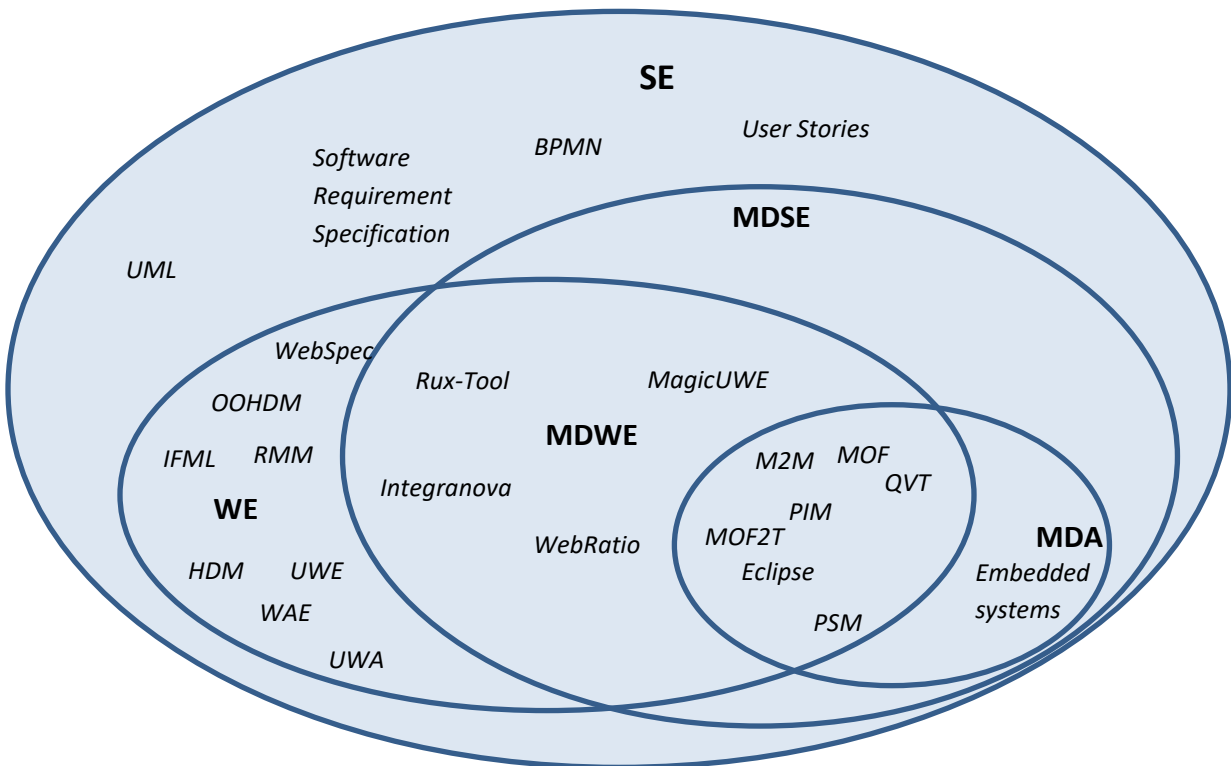 SE
User Stories
BPMN
Software
Requirement
Specification
MDSE
UML
WebSpec
Rux-Tool
MagicUWE
OOHDM
MDWE
IFML
RMM
M2M
MOF
QVT
Integranova
WE
PIM
WebRatio
MOF2T
MDA
HDM
UWE
Eclipse
Embedded
systems
WAE
PSM
UWA